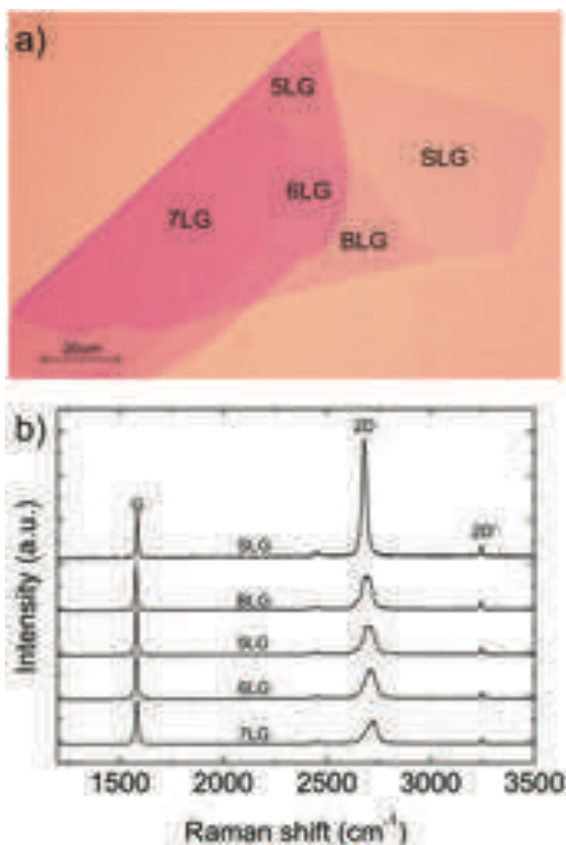 a)
5LG
SLG
6LG
7LG
BLG
20μm
b)
2D
G
2D'
SLG
BLG
5LG
6LG
7LG
Intensity (a.u.)
1500 2000 2500 3000 3500
Raman shift (cm-1)